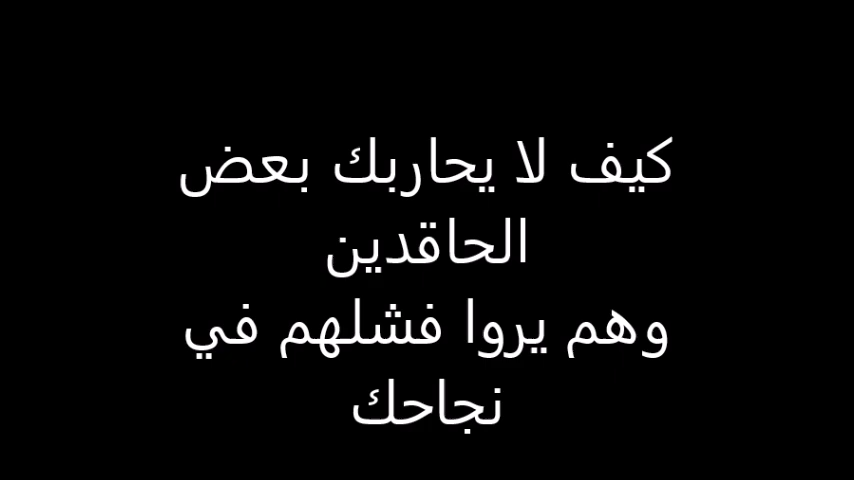 كيف لا يحاربك بعض
الحاقدين
وهم يروا فشلهم في
نجاحك